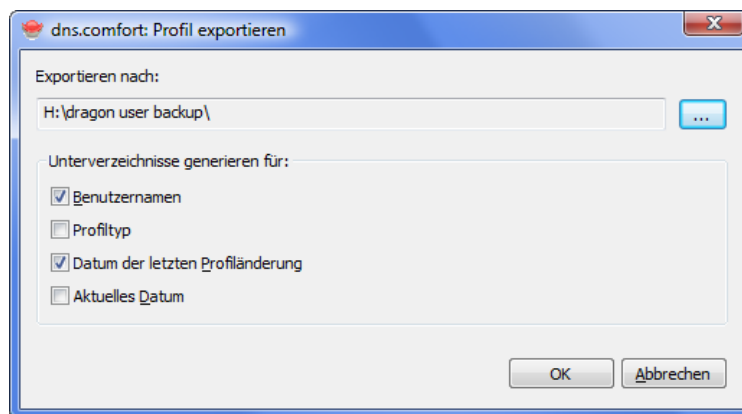 dns.comfort: Profil exportieren
Exportieren nach:
H:\dragon user backup\
...
Unterverzeichnisse generieren für:
Benutzernamen
Profiltyp
Datum der letzten Profiländerung
Aktuelles Datum
OK
Abbrechen